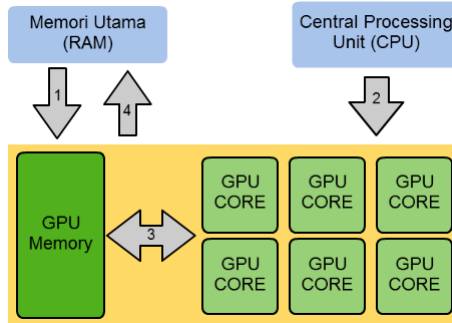 Memori Utama
(RAM)
Central Processing
Unit (CPU)
1
4
2
GPU
Memory
3
GPU
CORE
GPU
CORE
GPU
CORE
GPU
CORE
GPU
CORE
GPU
CORE